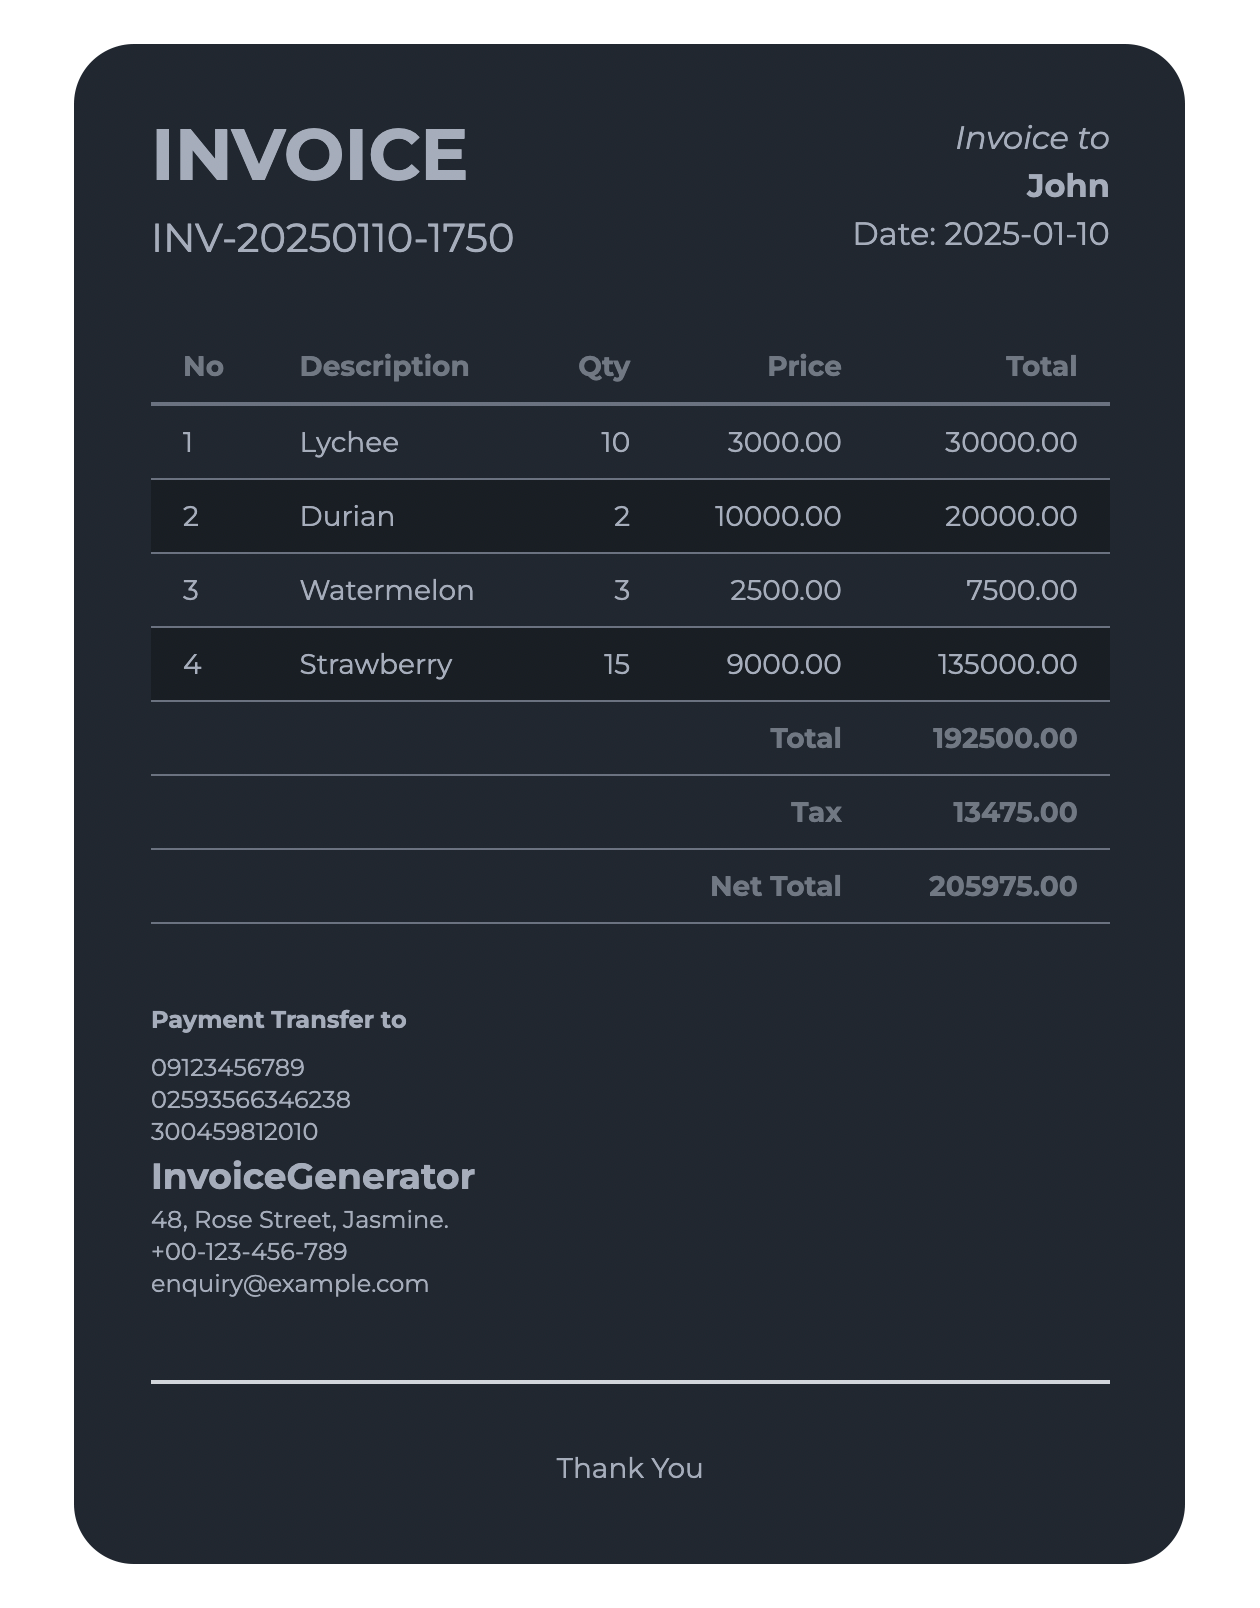 INVOICE
INV-20250110-1750
Invoice to
John
Date: 2025-01-10
No Description Qty Price Total
1 Lychee 10 3000.00 30000.00
2 Durian 2 10000.00 20000.00
3 Watermelon 3 2500.00 7500.00
4 Strawberry 15 9000.00 135000.00
Total 192500.00
Tax 13475.00
Net Total 205975.00
Payment Transfer to
09123456789
02593566346238
300459812010
InvoiceGenerator
48, Rose Street, Jasmine.
+00-123-456-789
enquiry@example.com
Thank You